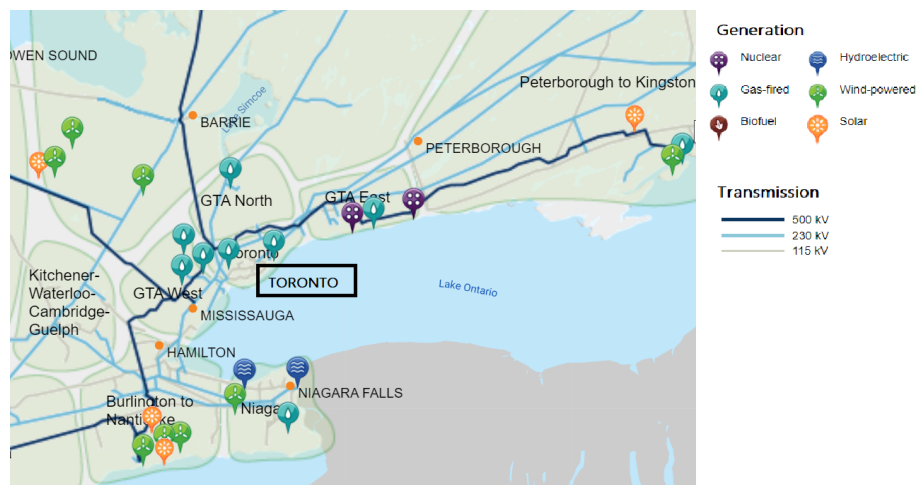 OWEN SOUND
Lake Simcoe
BARRIE
Peterborough to Kingston
PETERBOROUGH
GTA North
GTA East
Toronto
TORONTO
Kitchener-
Waterloo-
Cambridge-
Guelph
GTA West
MISSISSAUGA
Lake Ontario
HAMILTON
NIAGARA FALLS
Burlington to
Nanticoke
Niaga
Generation
Nuclear
Hydroelectric
Gas-fired
Wind-powered
Biofuel
Solar
Transmission
500 kV
230 kV
115 kV